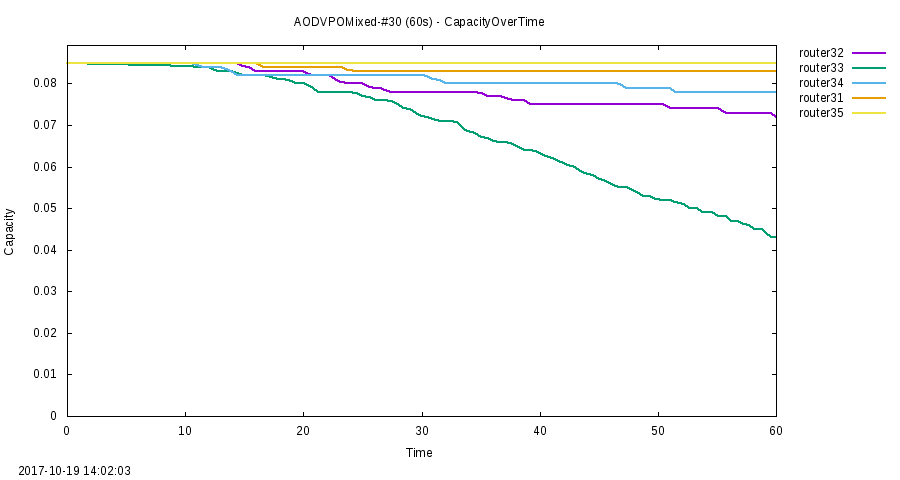 AODVPOMixed-#30 (60s) - CapacityOverTime
router32
router33
router34
router31
router35
0.08
0.07
0.06
0.05
0.04
0.03
0.02
0.01
0
Capacity
0 10 20 30 40 50 60
Time
2017-10-19 14:02:03